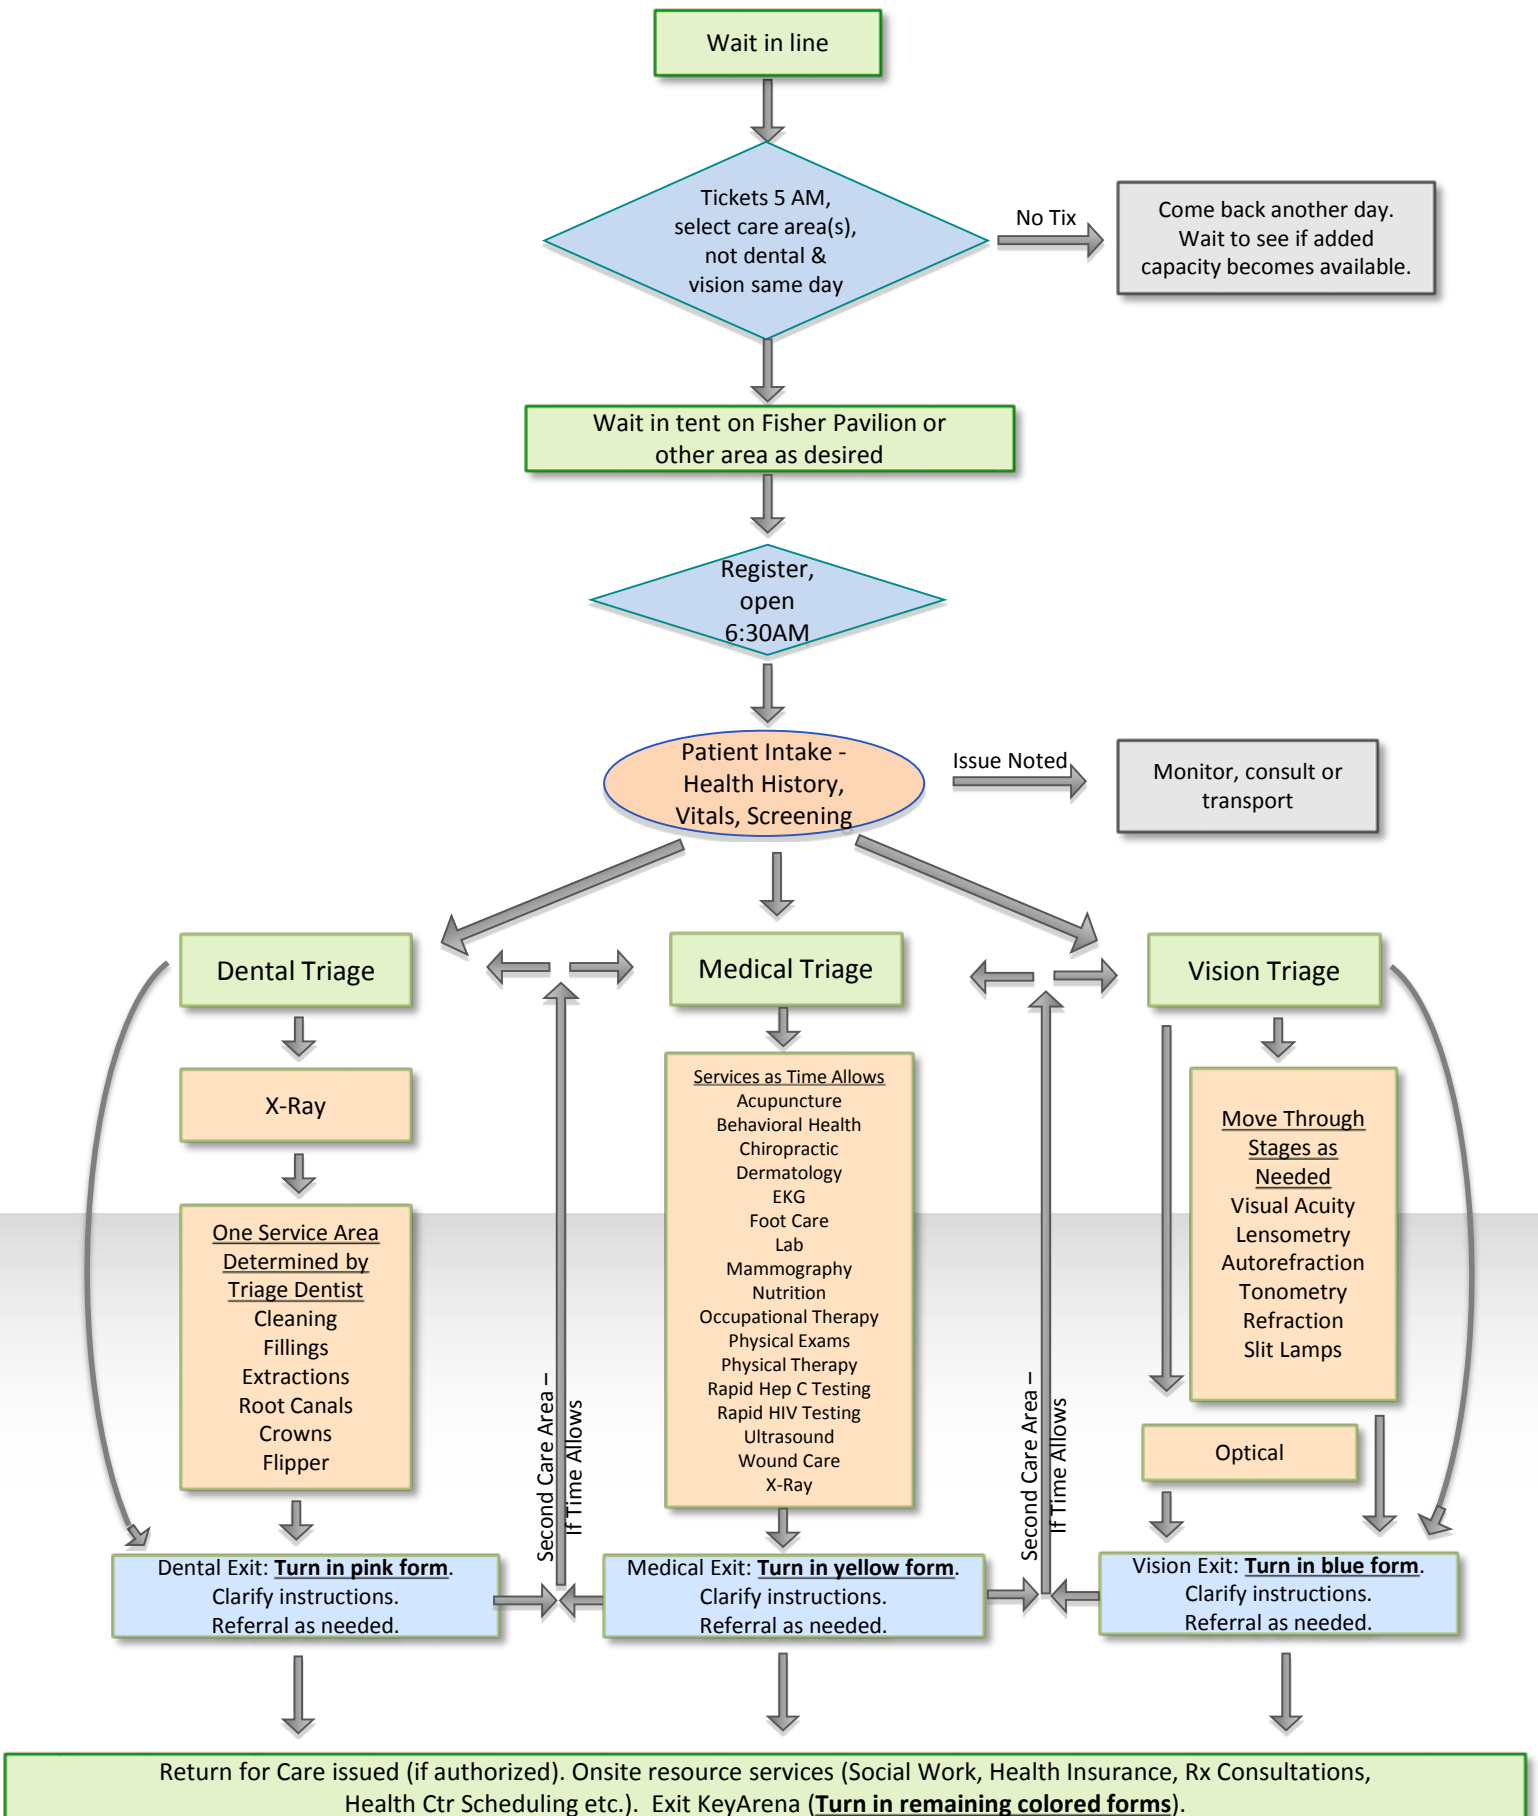 Wait in line
Tickets 5 AM,
select care area(s),
not dental &
vision same day
No Tix
Come back another day.
Wait to see if added
capacity becomes available.
Wait in tent on Fisher Pavilion or
other area as desired
Register,
open
6:30AM
Patient Intake -
Health History,
Vitals, Screening
Issue Noted
Monitor, consult or
transport
Dental Triage
Medical Triage
Vision Triage
X-Ray
One Service Area
Determined by
Triage Dentist
Cleaning
Fillings
Extractions
Root Canals
Crowns
Flipper
Second Care Area –
If Time Allows
Services as Time Allows
Acupuncture
Behavioral Health
Chiropractic
Dermatology
EKG
Foot Care
Lab
Mammography
Nutrition
Occupational Therapy
Physical Exams
Physical Therapy
Rapid Hep C Testing
Rapid HIV Testing
Ultrasound
Wound Care
X-Ray
Second Care Area –
If Time Allows
Move Through
Stages as
Needed
Visual Acuity
Lensometry
Autorefraction
Tonometry
Refraction
Slit Lamps
Optical
Dental Exit: Turn in pink form.
Clarify instructions.
Referral as needed.
Medical Exit: Turn in yellow form.
Clarify instructions.
Referral as needed.
Vision Exit: Turn in blue form.
Clarify instructions.
Referral as needed.
Return for Care issued (if authorized). Onsite resource services (Social Work, Health Insurance, Rx Consultations,
Health Ctr Scheduling etc.). Exit KeyArena (Turn in remaining colored forms).